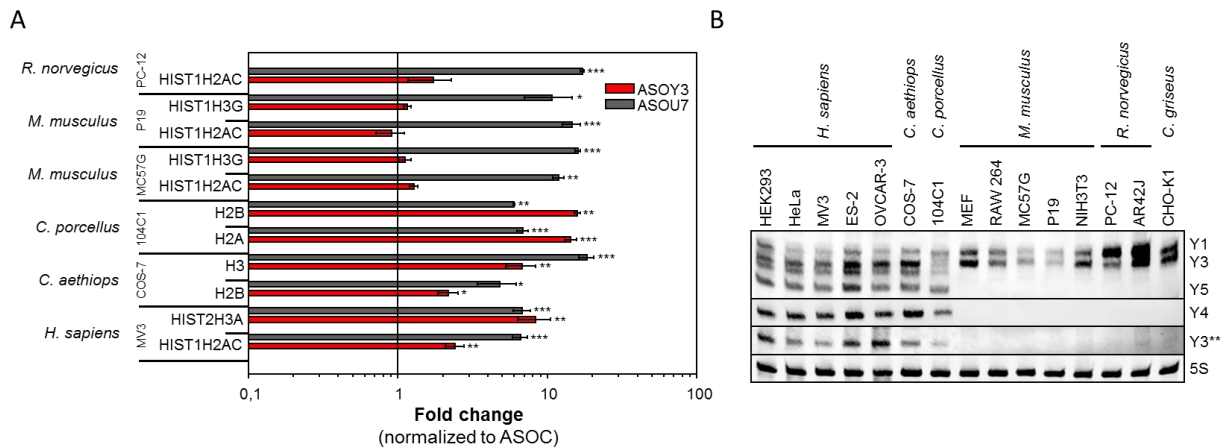 A
R. norvegicus
PC-12
HIST1H2AC
***
M. musculus
P19
HIST1H3G
*
HIST1H2AC
***
M. musculus
MC57G
HIST1H3G
***
HIST1H2AC
**
C. porcellus
104C1
H2B
**
**
H2A
***
***
C. aethiops
COS-7
H3
***
**
H2B
*
*
H. sapiens
MV3
HIST2H3A
***
**
HIST1H2AC
***
**
ASOY3
ASOU7
0,1
1
10
100
Fold change
(normalized to ASOC)
B
H. sapiens
C. aethiops
C. porcellus
M. musculus
R. norvegicus
C. griseus
HEK293
HeLa
MV3
ES-2
OVCAR-3
COS-7
104C1
MEF
RAW 264
MC57G
P19
NIH3T3
PC-12
AR42J
CHO-K1
Y1
Y3
Y5
Y4
Y3**
5S